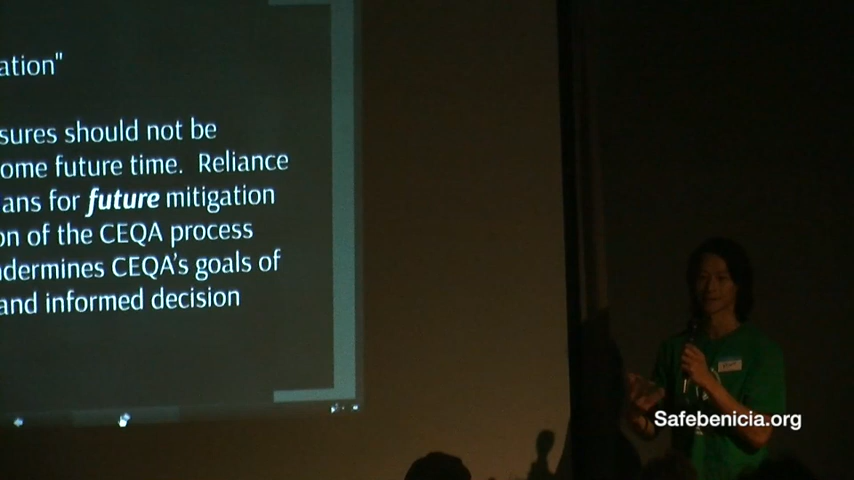 ation"
sures should not be
ome future time. Reliance
ans for future mitigation
on of the CEQA process
ndermines CEQA's goals of
and informed decision
Safebenicia.org